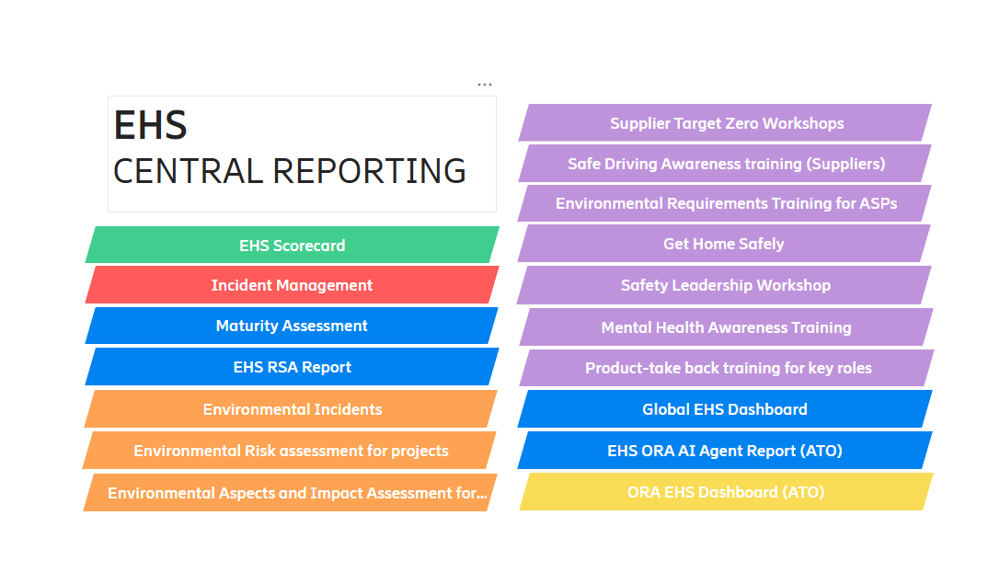 ...
EHS
CENTRAL REPORTING
EHS Scorecard
Incident Management
Maturity Assessment
EHS RSA Report
Environmental Incidents
Environmental Risk assessment for projects
Environmental Aspects and Impact Assessment for...
Supplier Target Zero Workshops
Safe Driving Awareness training (Suppliers)
Environmental Requirements Training for ASPs
Get Home Safely
Safety Leadership Workshop
Mental Health Awareness Training
Product-take back training for key roles
Global EHS Dashboard
EHS ORA AI Agent Report (ATO)
ORA EHS Dashboard (ATO)